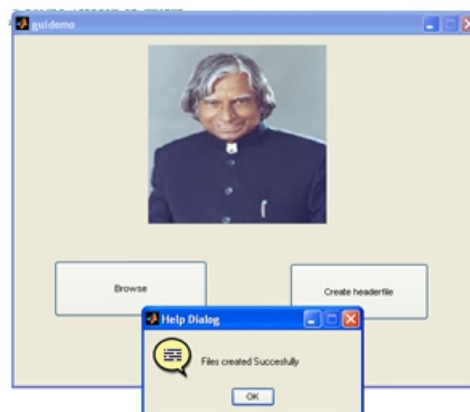 guidemo
Browse
Create headerfile
Help Dialog
Files created Succesfully
OK